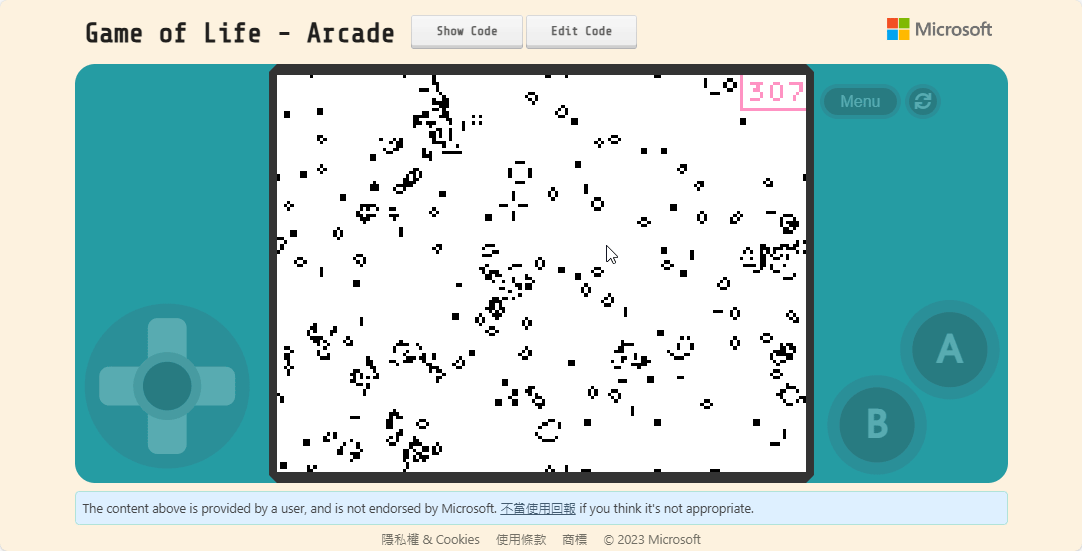 Game of Life - Arcade
Show Code
Edit Code
Microsoft
307
Menu
A
B
The content above is provided by a user, and is not endorsed by Microsoft. 不當使用回報 if you think it's not appropriate.
隱私權 & Cookies 使用條款 商標 © 2023 Microsoft